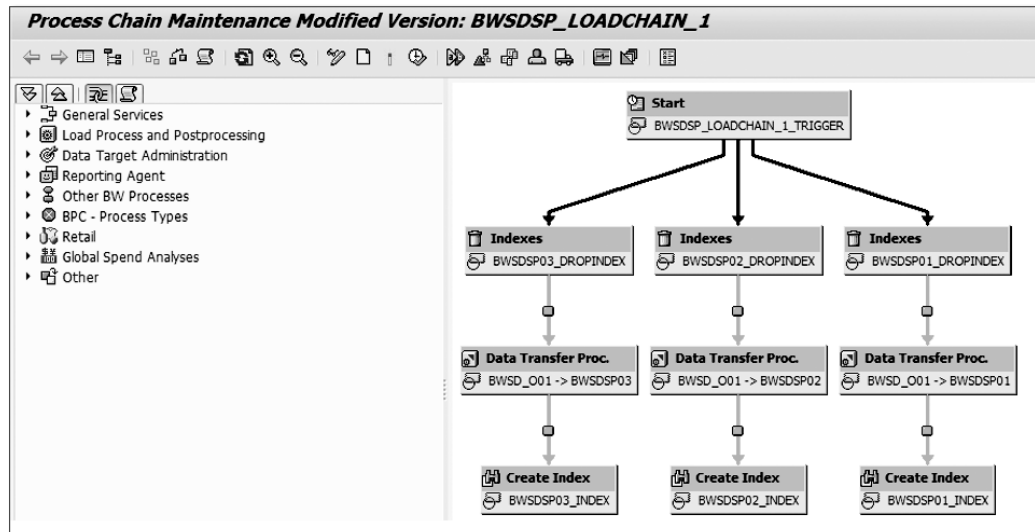 Process Chain Maintenance Modified Version: BWSDSP_LOADCHAIN_1
General Services
Load Process and Postprocessing
Data Target Administration
Reporting Agent
Other BW Processes
BPC - Process Types
Retail
Global Spend Analyses
Other
Start
BWSDSP_LOADCHAIN_1_TRIGGER
Indexes
BWSDSP03_DROPINDEX
Indexes
BWSDSP02_DROPINDEX
Indexes
BWSDSP01_DROPINDEX
Data Transfer Proc.
BWSD_O01 -> BWSDSP03
Data Transfer Proc.
BWSD_O01 -> BWSDSP02
Data Transfer Proc.
BWSD_O01 -> BWSDSP01
Create Index
BWSDSP03_INDEX
Create Index
BWSDSP02_INDEX
Create Index
BWSDSP01_INDEX